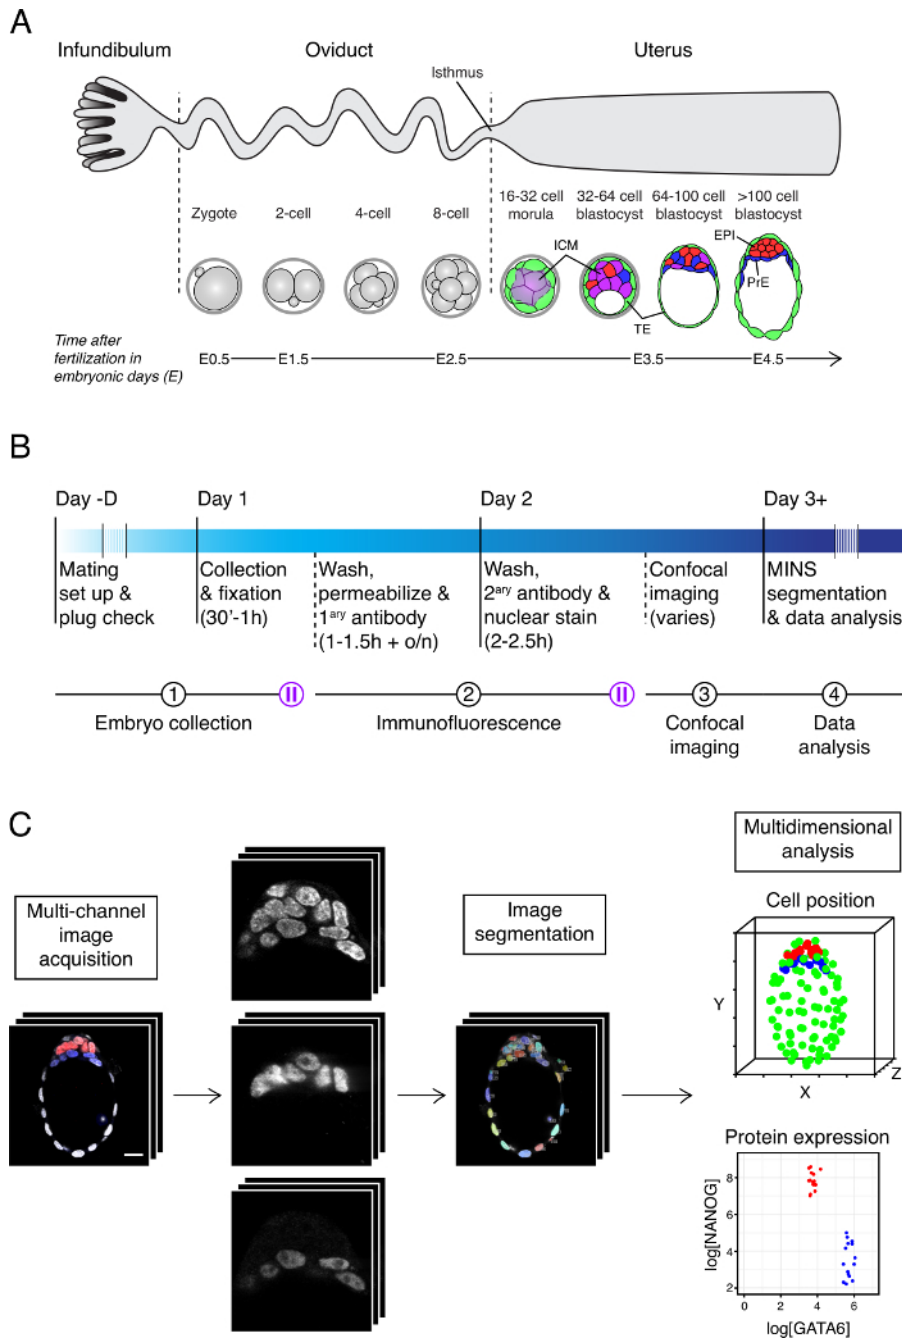 A
Infundibulum
Oviduct
Uterus
Isthmus
Zygote
2-cell
4-cell
8-cell
16-32 cell
morula
32-64 cell
blastocyst
64-100 cell
blastocyst
>100 cell
blastocyst
ICM
EPI
PrE
TE
Time after
fertilization in
embryonic days (E)
E0.5
E1.5
E2.5
E3.5
E4.5
B
Day -D
Day 1
Day 2
Day 3+
Mating
set up &
plug check
Collection
& fixation
(30'-1h)
Wash,
permeabilize &
1ary antibody
(1-1.5h + o/n)
Wash,
2ary antibody &
nuclear stain
(2-2.5h)
Confocal
imaging
(varies)
MINS
segmentation
& data analysis
1
2
3
4
Embryo collection
Immunofluorescence
Confocal
imaging
Data
analysis
C
Multi-channel
image
acquisition
Image
segmentation
Multidimensional
analysis
Cell position
Y
X
Z
Protein expression
log[NANOG]
8
6
4
2
0 2 4 6
log[GATA6]